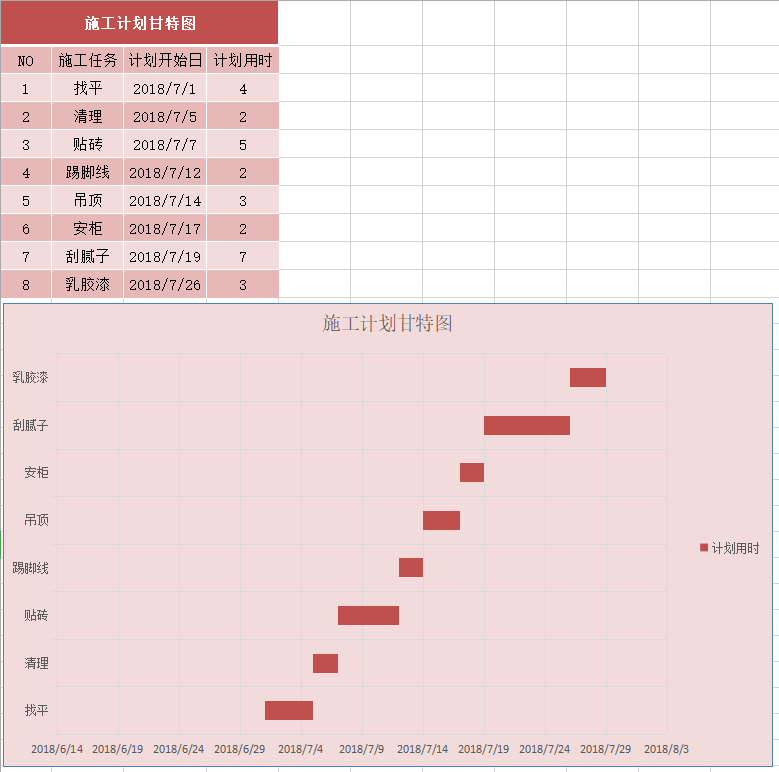 施工计划甘特图
NO 施工任务 计划开始日 计划用时
1 找平 2018/7/1 4
2 清理 2018/7/5 2
3 贴砖 2018/7/7 5
4 踢脚线 2018/7/12 2
5 吊顶 2018/7/14 3
6 安柜 2018/7/17 2
7 刮腻子 2018/7/19 7
8 乳胶漆 2018/7/26 3
施工计划甘特图
乳胶漆
刮腻子
安柜
吊顶
踢脚线
贴砖
清理
找平
计划用时
2018/6/14 2018/6/19 2018/6/24 2018/6/29 2018/7/4 2018/7/9 2018/7/14 2018/7/19 2018/7/24 2018/7/29 2018/8/3